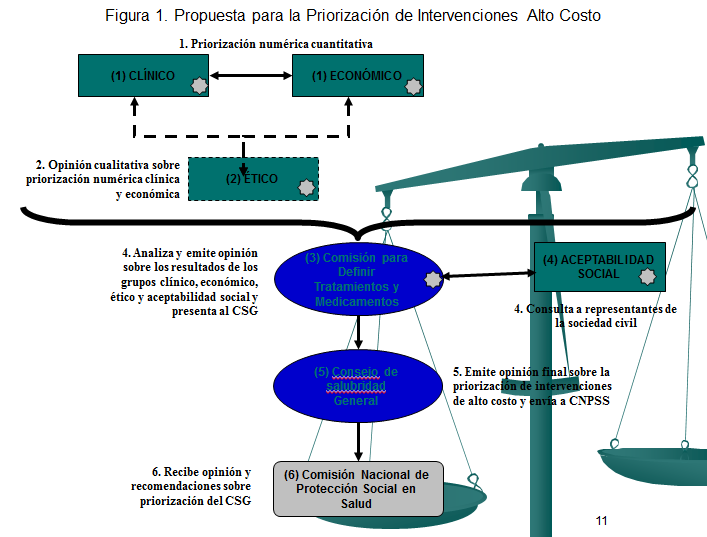 Figura 1. Propuesta para la Priorización de Intervenciones Alto Costo
1. Priorización numérica cuantitativa
(1) CLÍNICO
(1) ECONÓMICO
2. Opinión cualitativa sobre
priorización numérica clínica
y económica
(2) ÉTICO
4. Analiza y emite opinión
sobre los resultados de los
grupos clínico, económico,
ético y aceptabilidad social y
presenta al CSG
(3) Comisión para
Definir
Tratamientos y
Medicamentos
(4) ACEPTABILIDAD
SOCIAL
4. Consulta a representantes de
la sociedad civil
(5) Consejo de
salubridad
General
5. Emite opinión final sobre la
priorización de intervenciones
de alto costo y envía a CNPSS
6. Recibe opinión y
recomendaciones sobre
priorización del CSG
(6) Comisión Nacional de
Protección Social en
Salud
11